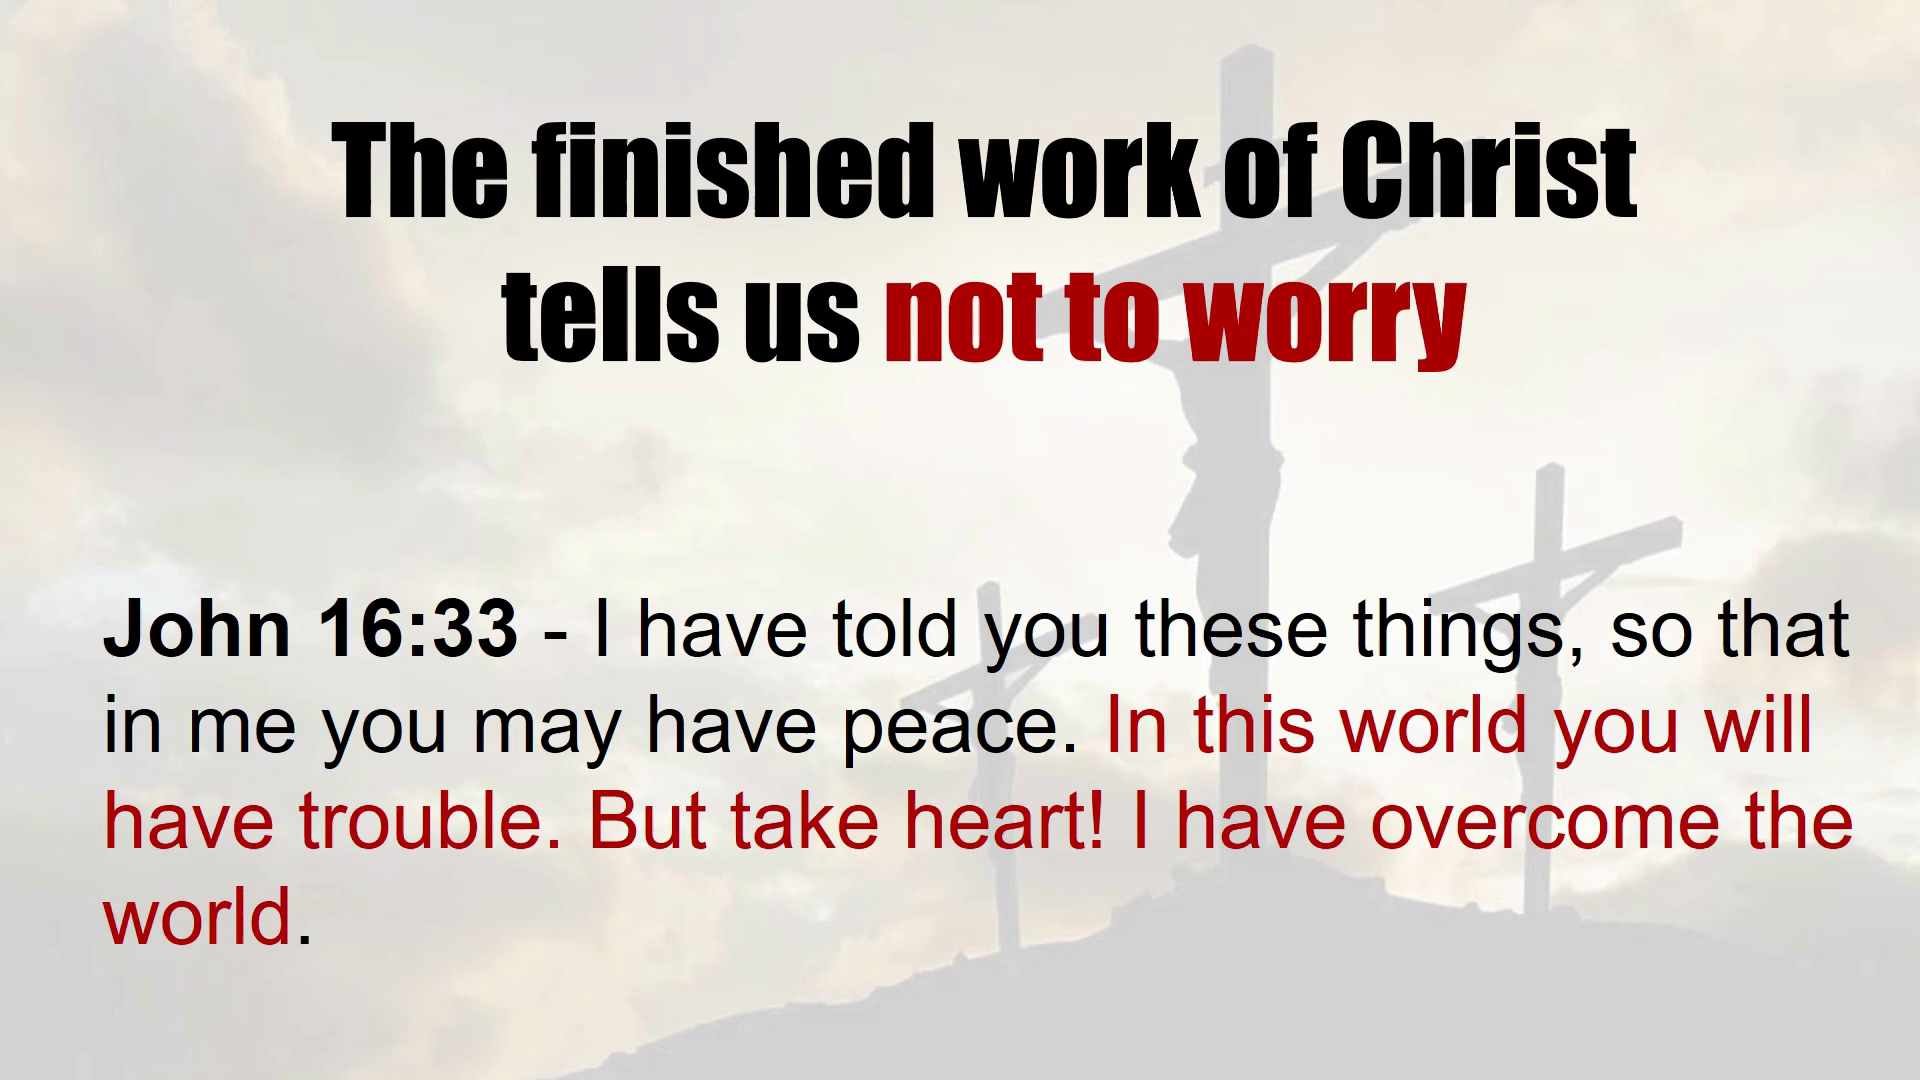 The finished work of Christ
tells us not to worry
John 16:33 - I have told you these things, so that
in me you may have peace. In this world you will
have trouble. But take heart! I have overcome the
world.